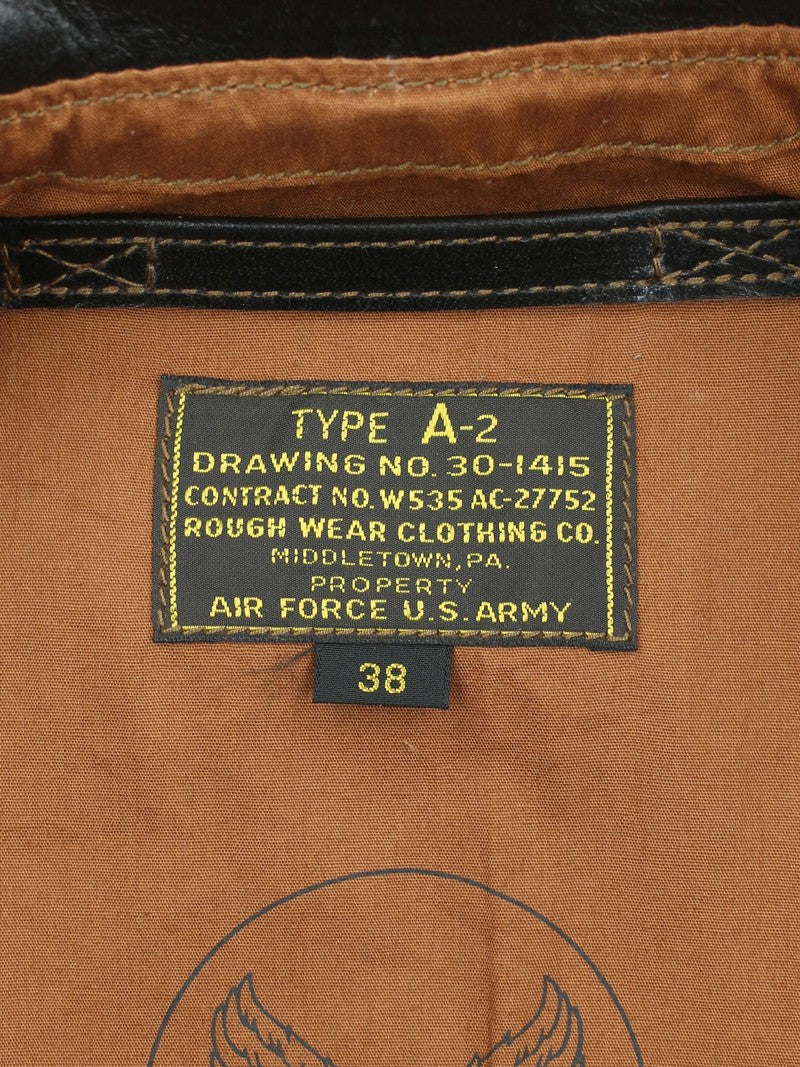 TYPE A-2
DRAWING NO. 30-1415
CONTRACT NO. W535 AC-27752
ROUGH WEAR CLOTHING CO.
MIDDLETOWN, PA.
PROPERTY
AIR FORCE U.S. ARMY
38